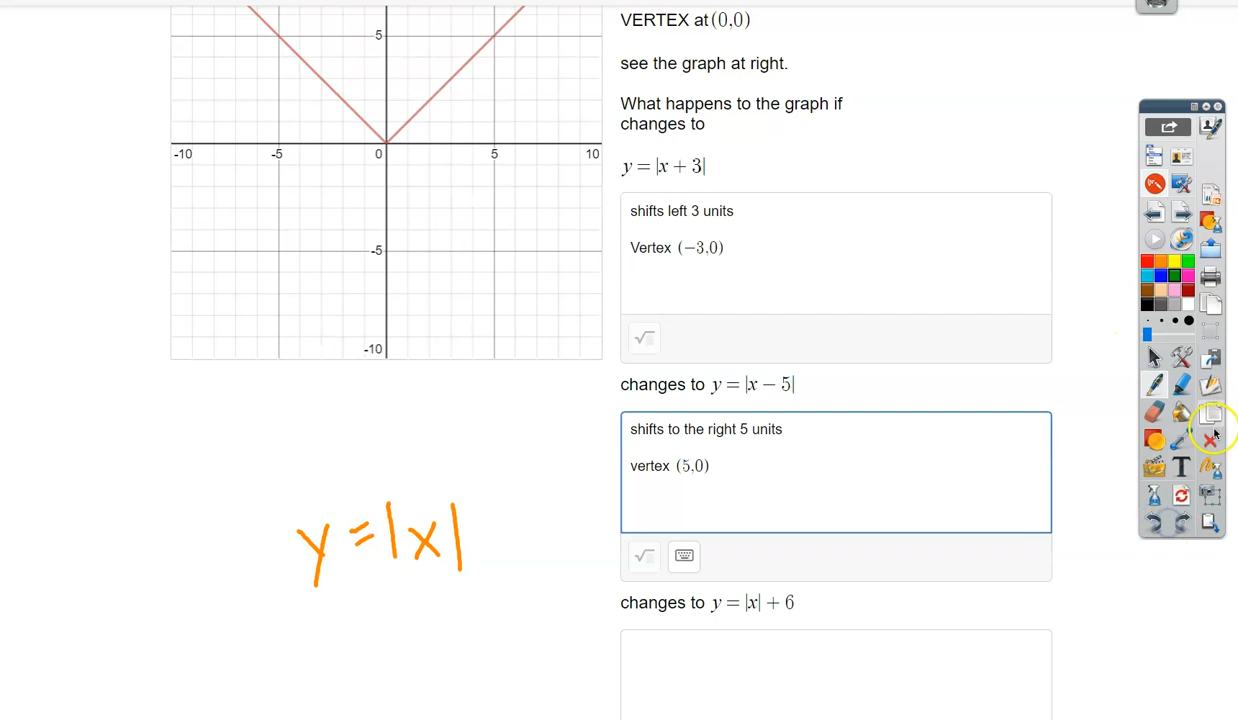 VERTEX at (0,0)
see the graph at right.
What happens to the graph if
changes to
y = |x + 3|
shifts left 3 units
Vertex (−3,0)
changes to y = |x − 5|
shifts to the right 5 units
vertex (5,0)
changes to y = |x| + 6
5
-10 -5 0 5 10
-5
-10
y = |x|
T